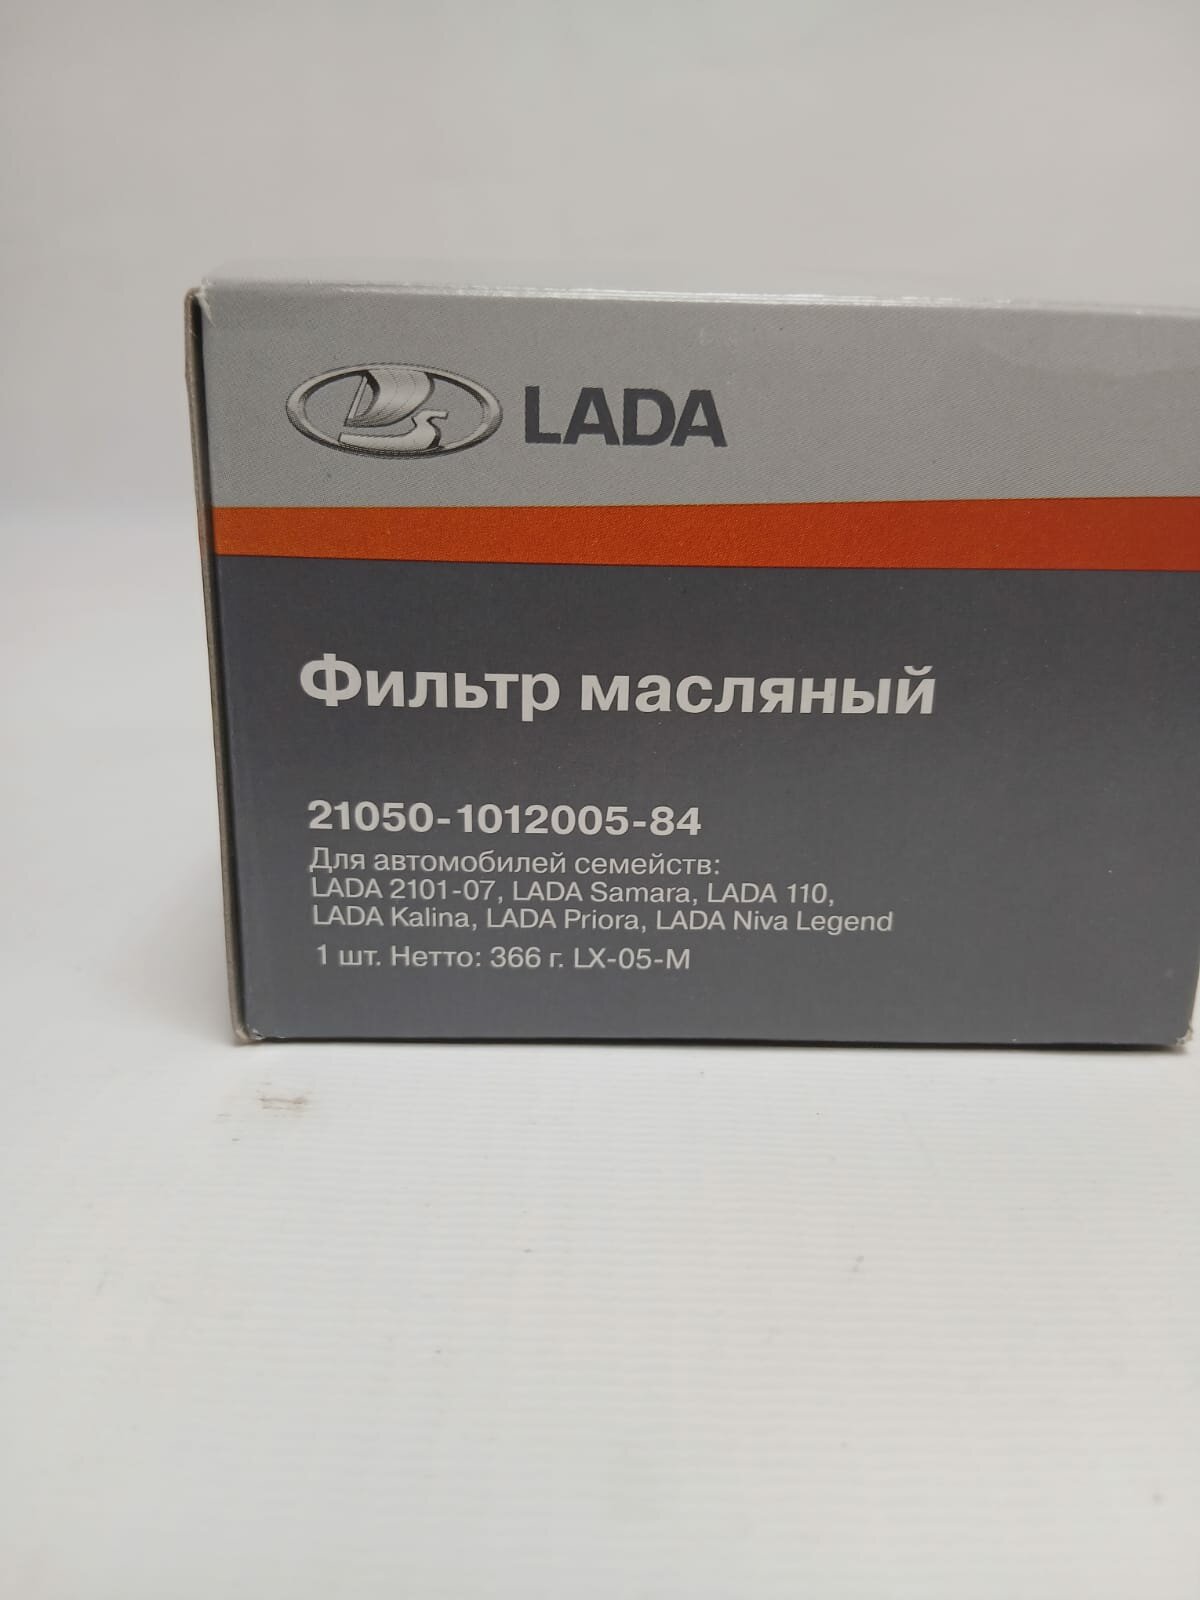 LADA
Фильтр масляный
21050-1012005-84
Для автомобилей семейств:
LADA 2101-07, LADA Samara, LADA 110,
LADA Kalina, LADA Priora, LADA Niva Legend
1 шт. Нетто: 366 г. LX-05-M